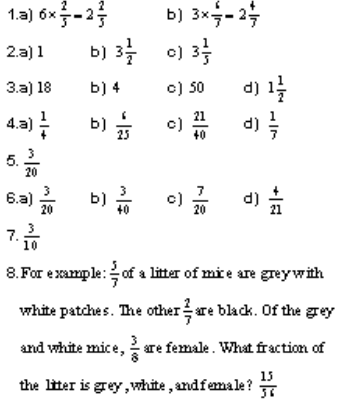 1.a) 6×2/5=2 2/5 b) 3×6/7=2 4/7
2.a) 1 b) 3 1/2 c) 3 1/5
3.a) 18 b) 4 c) 50 d) 1 1/2
4.a) 1/4 b) 6/25 c) 21/40 d) 1/7
5. 3/20
6.a) 3/20 b) 3/40 c) 7/20 d) 4/21
7. 3/10
8. For example: 5/7 of a litter of mice are grey with
white patches. The other 2/7 are black. Of the grey
and white mice, 3/8 are female. What fraction of
the litter is grey, white, and female? 15/56